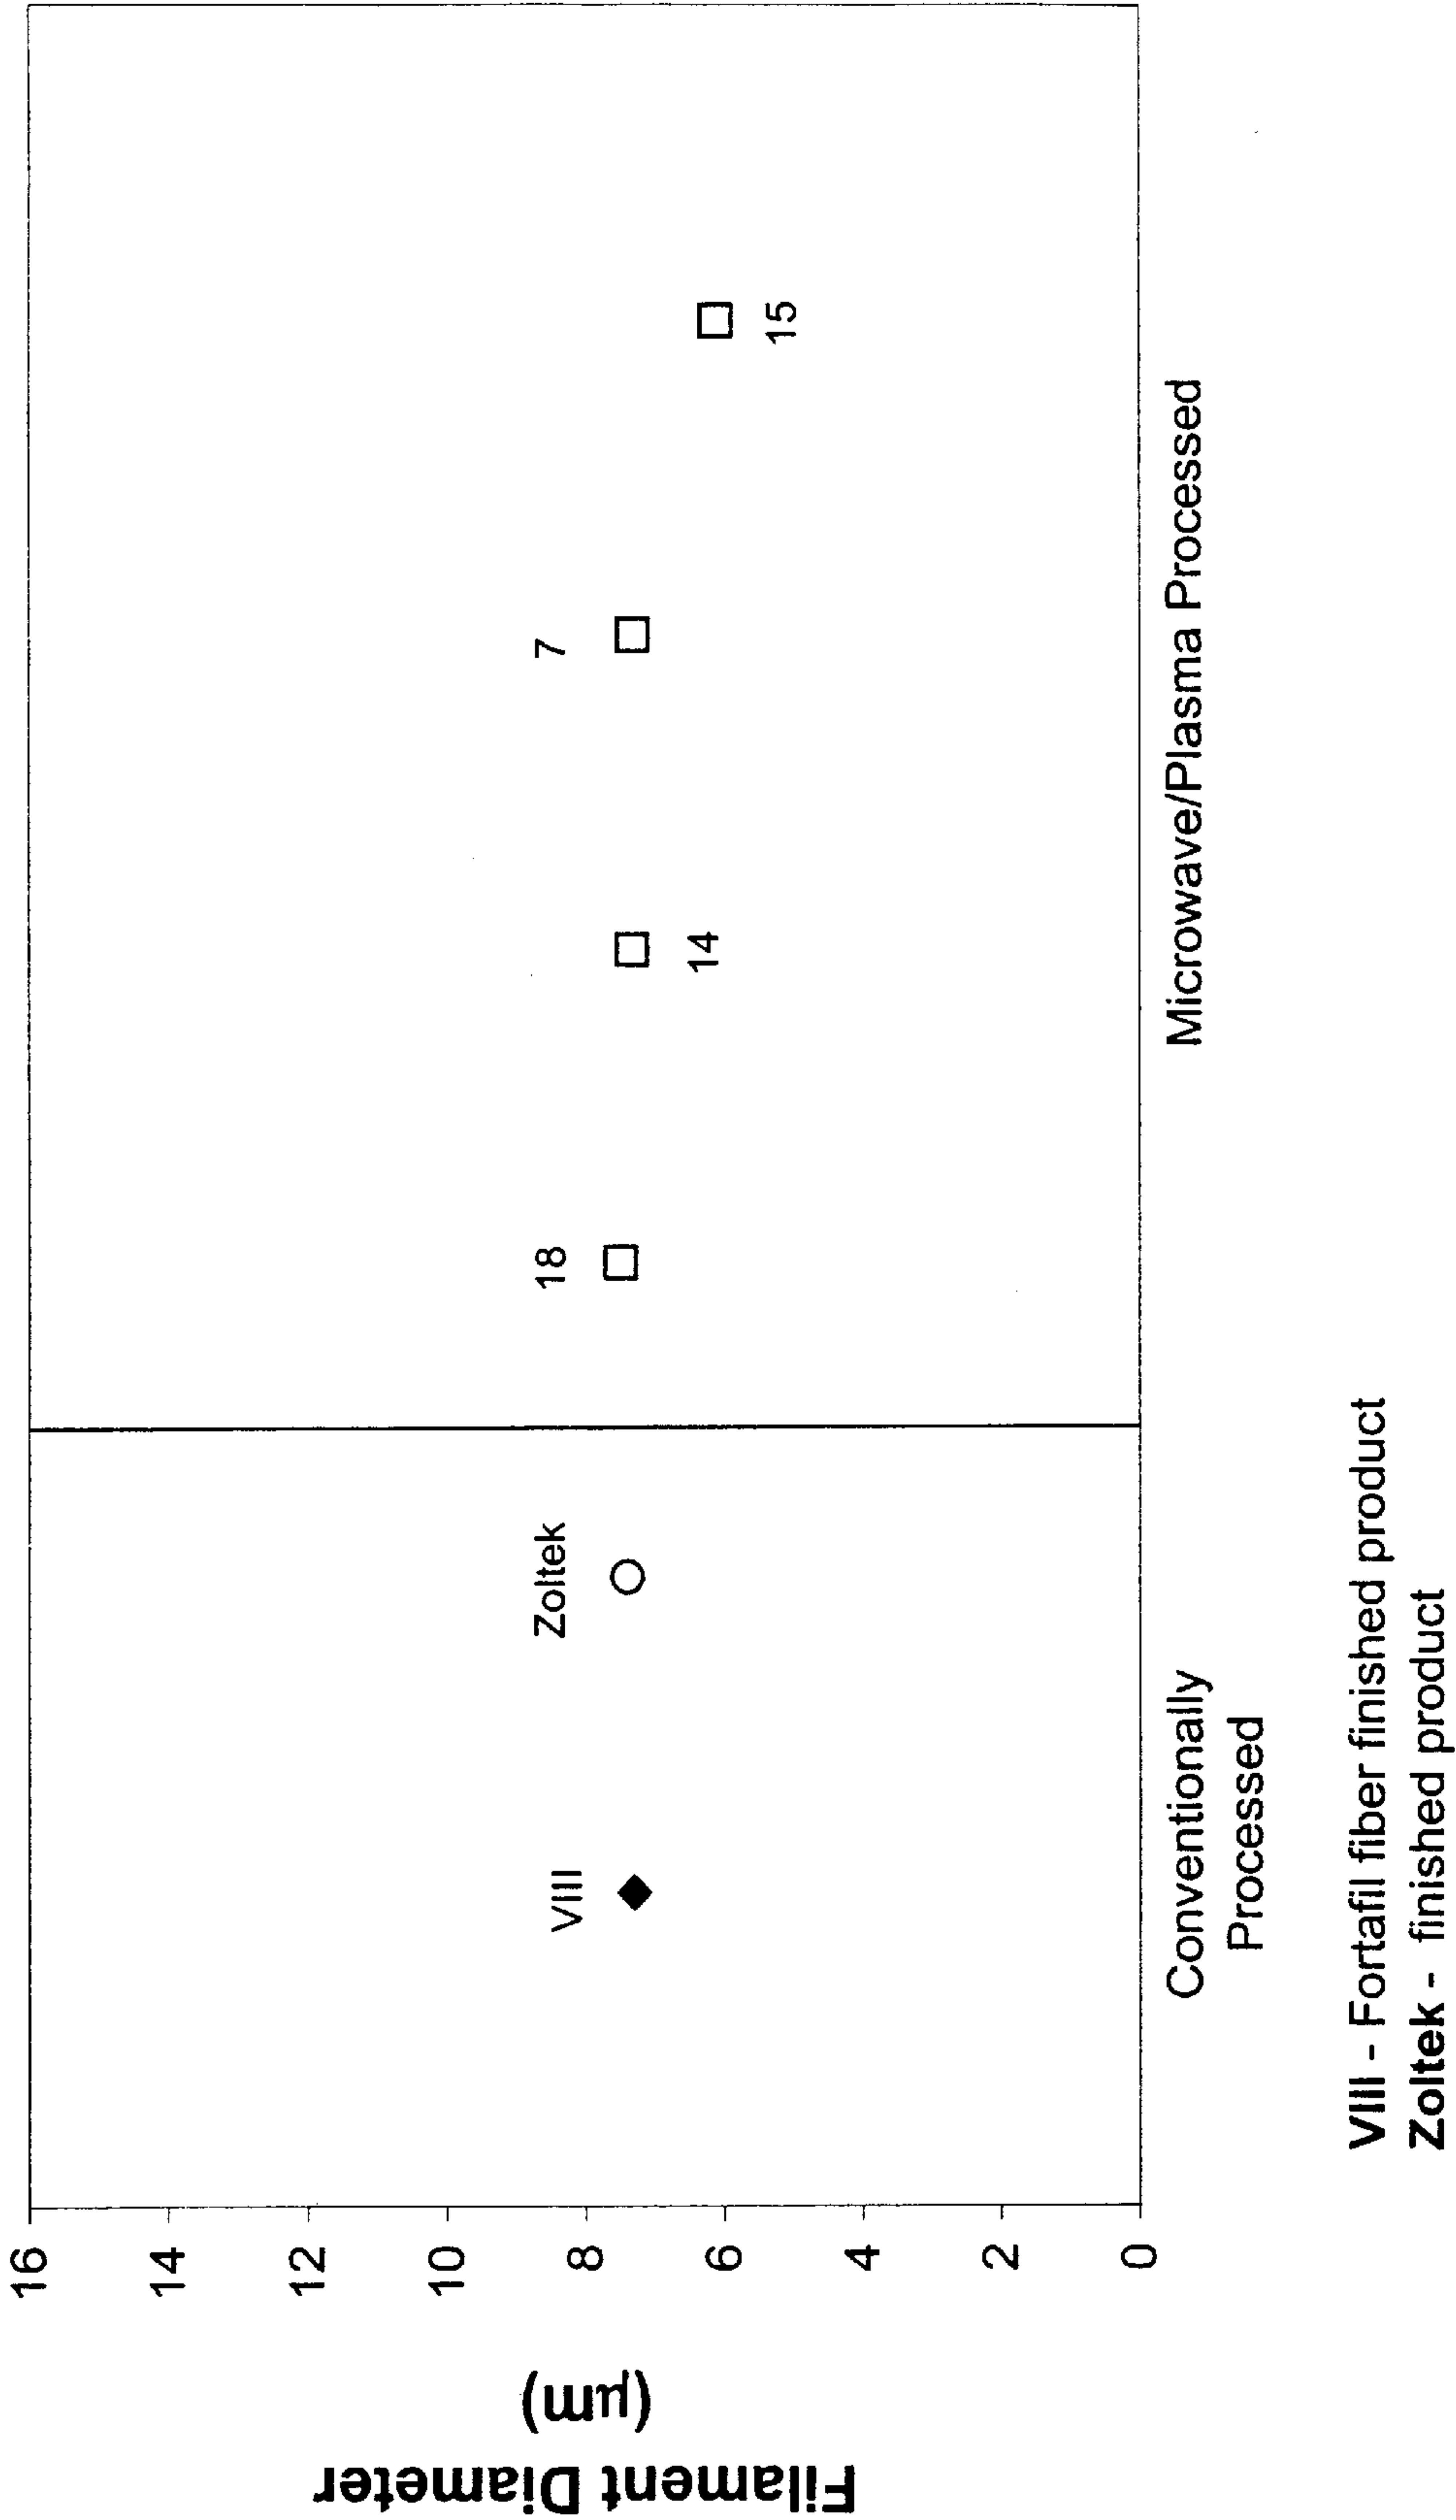 Filament Diameter
(µm)
16
14
12
10
8
6
4
2
0
VIII
Zoltek
18
14
7
15
Conventionally
Processed
Microwave/Plasma Processed
VIII - Fortafil fiber finished product
Zoltek - finished product